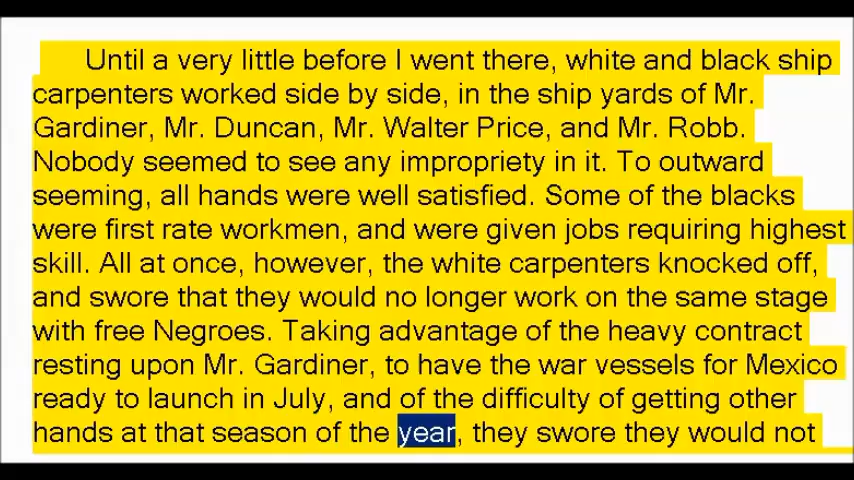 Until a very little before I went there, white and black ship
carpenters worked side by side, in the ship yards of Mr.
Gardiner, Mr. Duncan, Mr. Walter Price, and Mr. Robb.
Nobody seemed to see any impropriety in it. To outward
seeming, all hands were well satisfied. Some of the blacks
were first rate workmen, and were given jobs requiring highest
skill. All at once, however, the white carpenters knocked off,
and swore that they would no longer work on the same stage
with free Negroes. Taking advantage of the heavy contract
resting upon Mr. Gardiner, to have the war vessels for Mexico
ready to launch in July, and of the difficulty of getting other
hands at that season of the year, they swore they would not